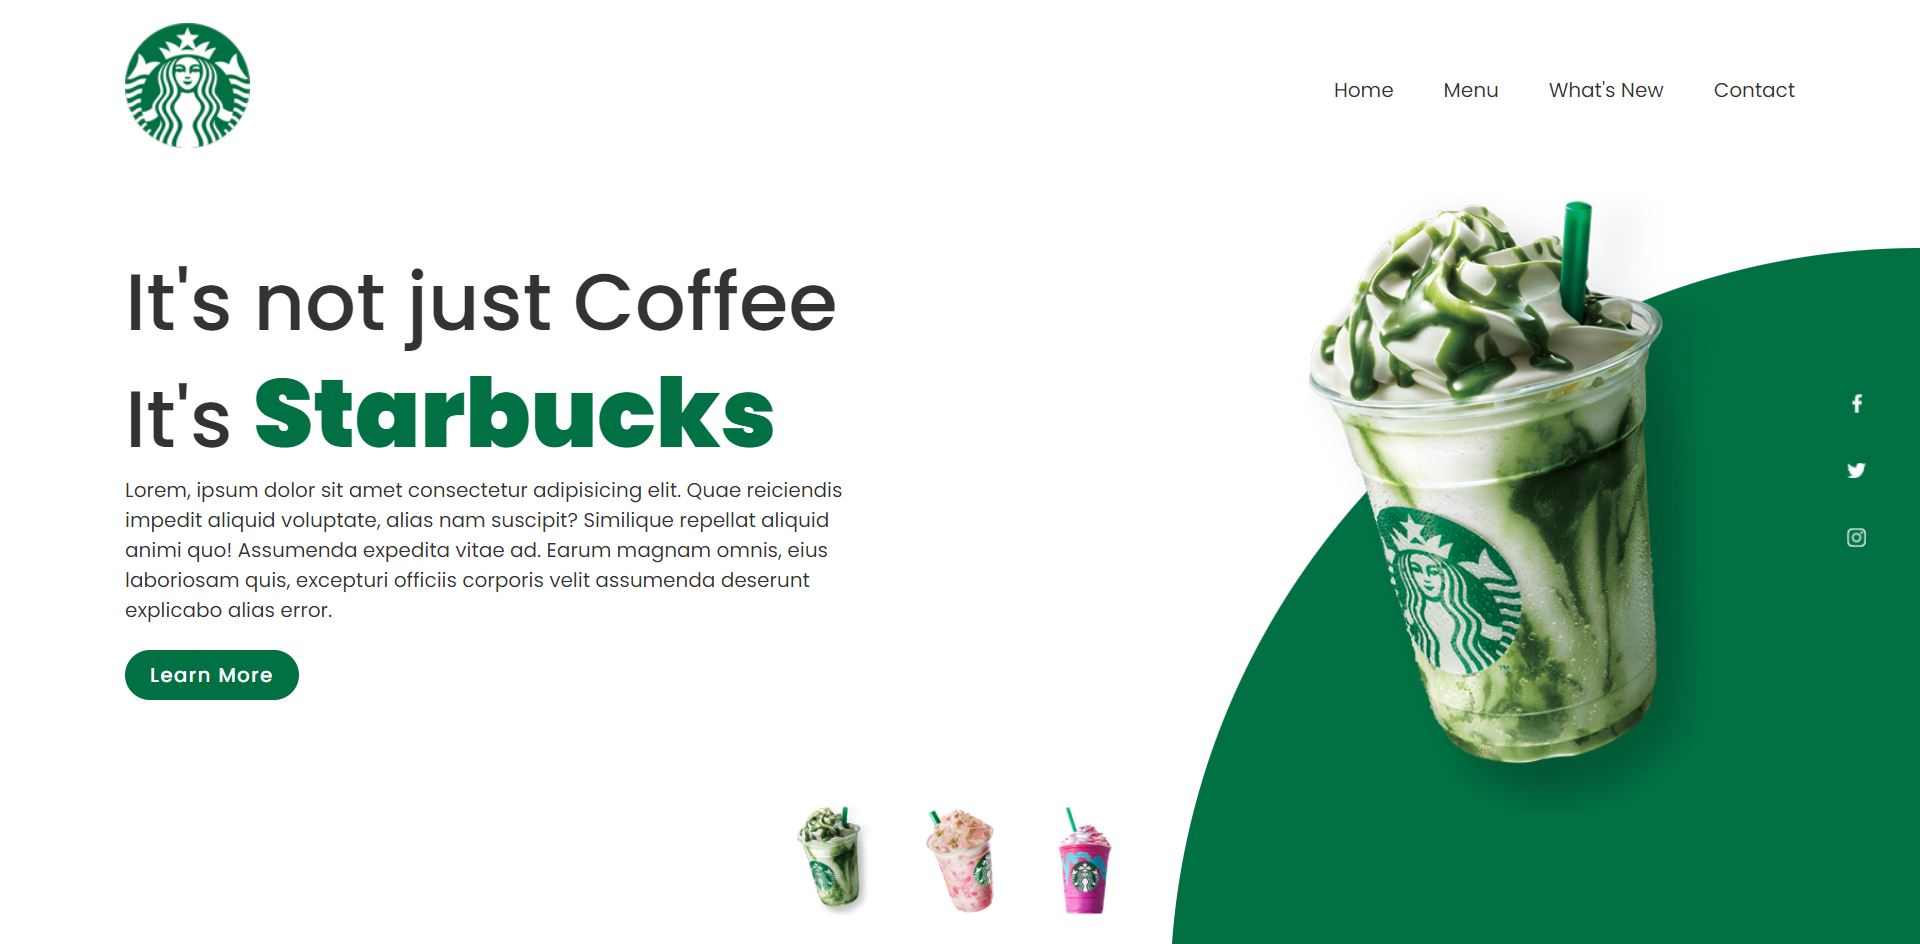 Home Menu What's New Contact
It's not just Coffee
It's Starbucks
Lorem, ipsum dolor sit amet consectetur adipisicing elit. Quae reiciendis
impedit aliquid voluptate, alias nam suscipit? Similique repellat aliquid
animi quo! Assumenda expedita vitae ad. Earum magnam omnis, eius
laboriosam quis, excepturi officiis corporis velit assumenda deserunt
explicabo alias error.
Learn More
TM